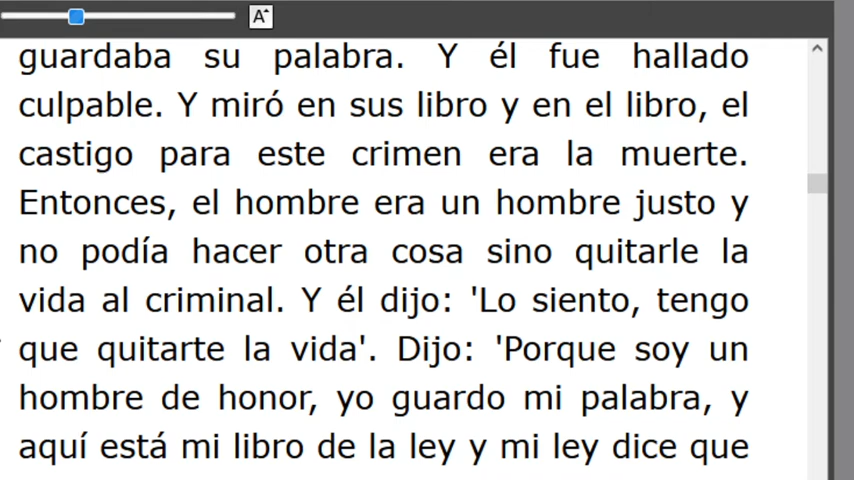 A
guardaba su palabra. Y él fue hallado
culpable. Y miró en sus libro y en el libro, el
castigo para este crimen era la muerte.
Entonces, el hombre era un hombre justo y
no podía hacer otra cosa sino quitarle la
vida al criminal. Y él dijo: 'Lo siento, tengo
que quitarte la vida'. Dijo: 'Porque soy un
hombre de honor, yo guardo mi palabra, y
aquí está mi libro de la ley y mi ley dice que